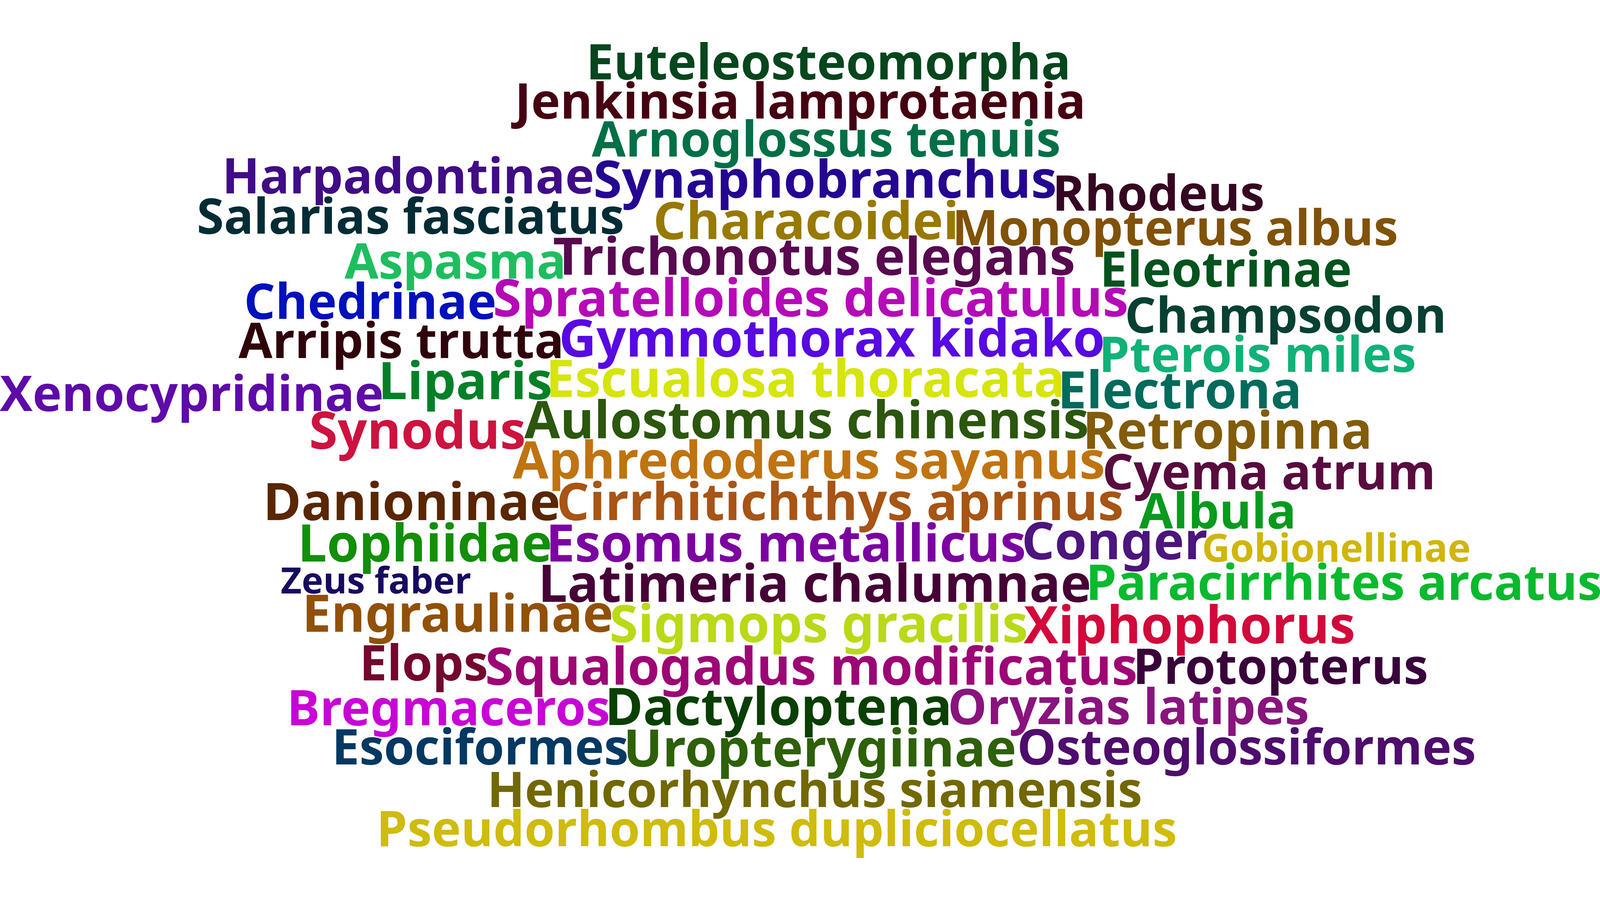 Euteleosteomorpha
Jenkinsia lamprotaenia
Arnoglossus tenuis
Harpadontinae Synaphobranchus Rhodeus
Salarias fasciatus Characoidei Monopterus albus
Aspasma Trichonotus elegans Eleotrinae
Chedrinae Spratelloides delicatulus Champsodon
Arripis trutta Gymnothorax kidako Pterois miles
Xenocypridinae Liparis Escualosa thoracata Electrona
Synodus Aulostomus chinensis Retropinna
Aphredoderus sayanus Cyema atrum
Danioninae Cirrhitichthys aprinus Albula
Lophiidae Esomus metallicus Conger Gobionellinae
Zeus faber Latimeria chalumnae Paracirrhites arcatus
Engraulinae Sigmops gracilis Xiphophorus
Elops Squalogadus modificatus Protopterus
Bregmaceros Dactyloptena Oryzias latipes
Esociformes Uropterygiinae Osteoglossiformes
Henicorhynchus siamensis
Pseudorhombus dupliciocellatus